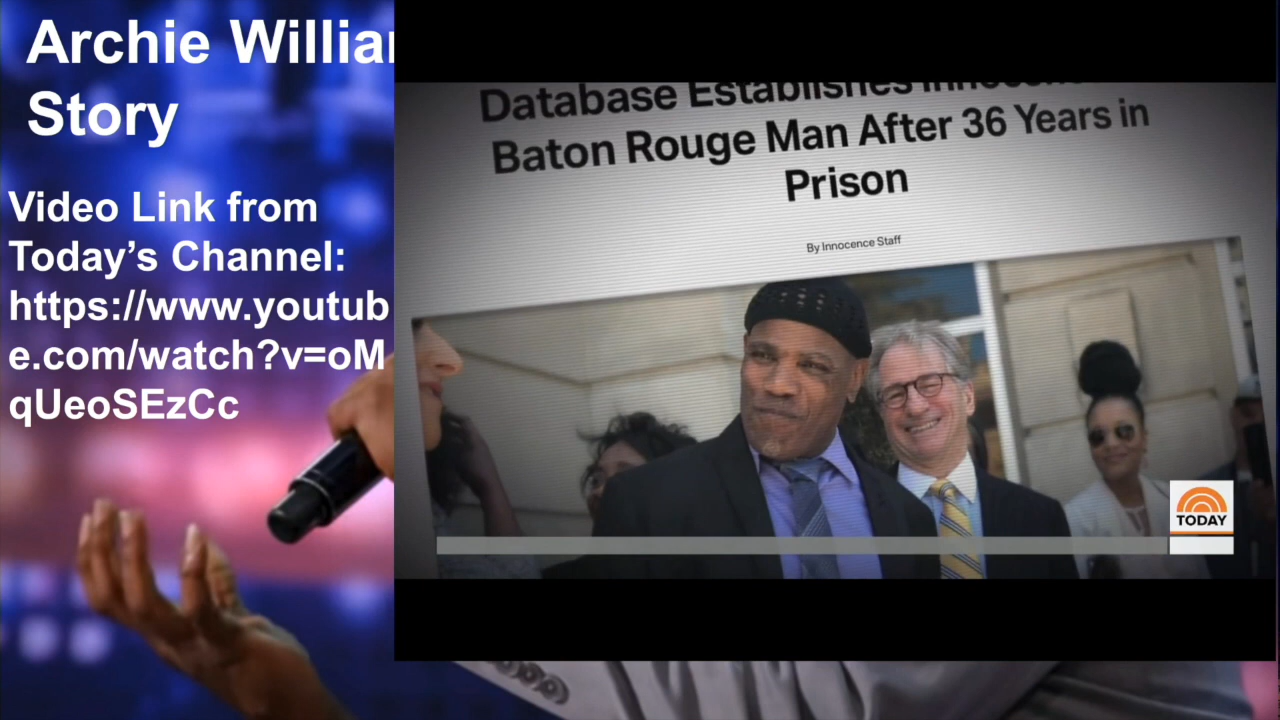 Archie Willia
Story
Video Link from
Today’s Channel:
https://www.youtub
e.com/watch?v=oM
qUeoSEzCc
Database Establishes
Baton Rouge Man After 36 Years in
Prison
By Innocence Staff
TODAY